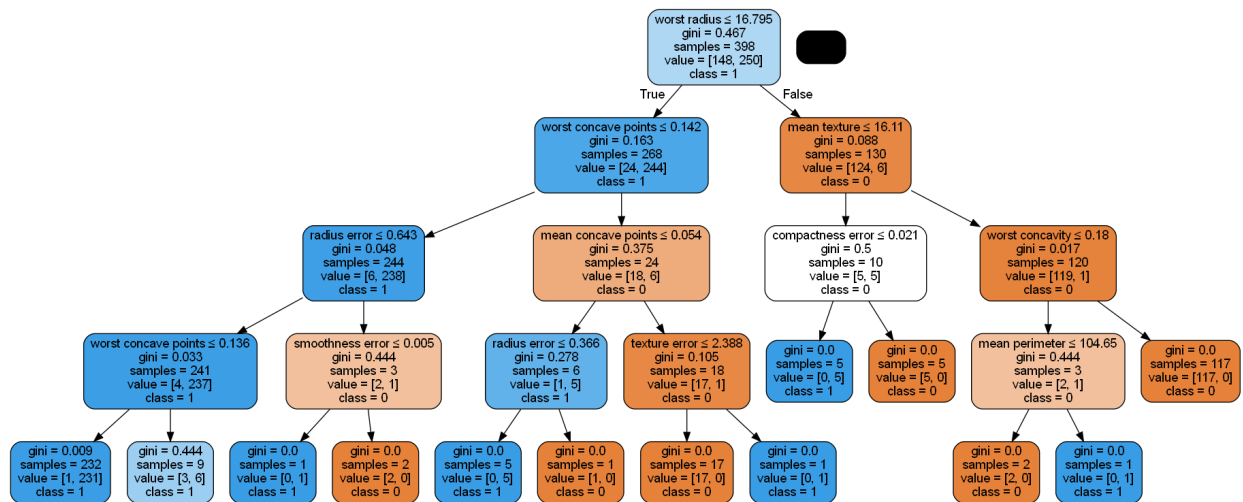 worst radius ≤ 16.795
gini = 0.467
samples = 398
value = [148, 250]
class = 1
True
False
worst concave points ≤ 0.142
gini = 0.163
samples = 268
value = [24, 244]
class = 1
mean texture ≤ 16.11
gini = 0.088
samples = 130
value = [124, 6]
class = 0
radius error ≤ 0.643
gini = 0.048
samples = 244
value = [6, 238]
class = 1
mean concave points ≤ 0.054
gini = 0.375
samples = 24
value = [18, 6]
class = 0
compactness error ≤ 0.021
gini = 0.5
samples = 10
value = [5, 5]
class = 0
worst concavity ≤ 0.18
gini = 0.017
samples = 120
value = [119, 1]
class = 0
worst concave points ≤ 0.136
gini = 0.033
samples = 241
value = [4, 237]
class = 1
smoothness error ≤ 0.005
gini = 0.444
samples = 3
value = [2, 1]
class = 0
radius error ≤ 0.366
gini = 0.278
samples = 6
value = [1, 5]
class = 1
texture error ≤ 2.388
gini = 0.105
samples = 18
value = [17, 1]
class = 0
gini = 0.0
samples = 5
value = [0, 5]
class = 1
gini = 0.0
samples = 5
value = [5, 0]
class = 0
mean perimeter ≤ 104.65
gini = 0.444
samples = 3
value = [2, 1]
class = 0
gini = 0.0
samples = 117
value = [117, 0]
class = 0
gini = 0.009
samples = 232
value = [1, 231]
class = 1
gini = 0.444
samples = 9
value = [3, 6]
class = 1
gini = 0.0
samples = 1
value = [0, 1]
class = 1
gini = 0.0
samples = 2
value = [2, 0]
class = 0
gini = 0.0
samples = 5
value = [0, 5]
class = 1
gini = 0.0
samples = 1
value = [1, 0]
class = 0
gini = 0.0
samples = 17
value = [17, 0]
class = 0
gini = 0.0
samples = 1
value = [0, 1]
class = 1
gini = 0.0
samples = 2
value = [2, 0]
class = 0
gini = 0.0
samples = 1
value = [0, 1]
class = 1